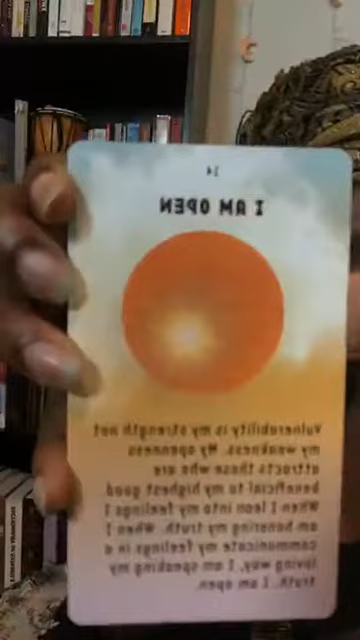 14
I AM OPEN
Vulnerability is my strength not
my weakness. My openness
attracts those who are
beneficial to my highest good.
When I lean into my feelings I
am honoring my truth. When I
communicate my feelings in a
loving way, I am speaking my
truth. I am open.